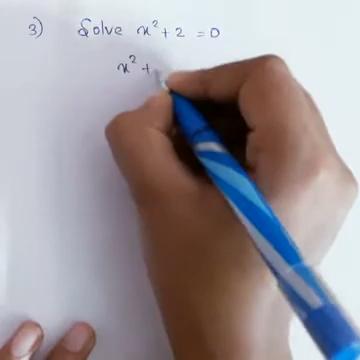 3) Solve x² + 2 = 0
x² +